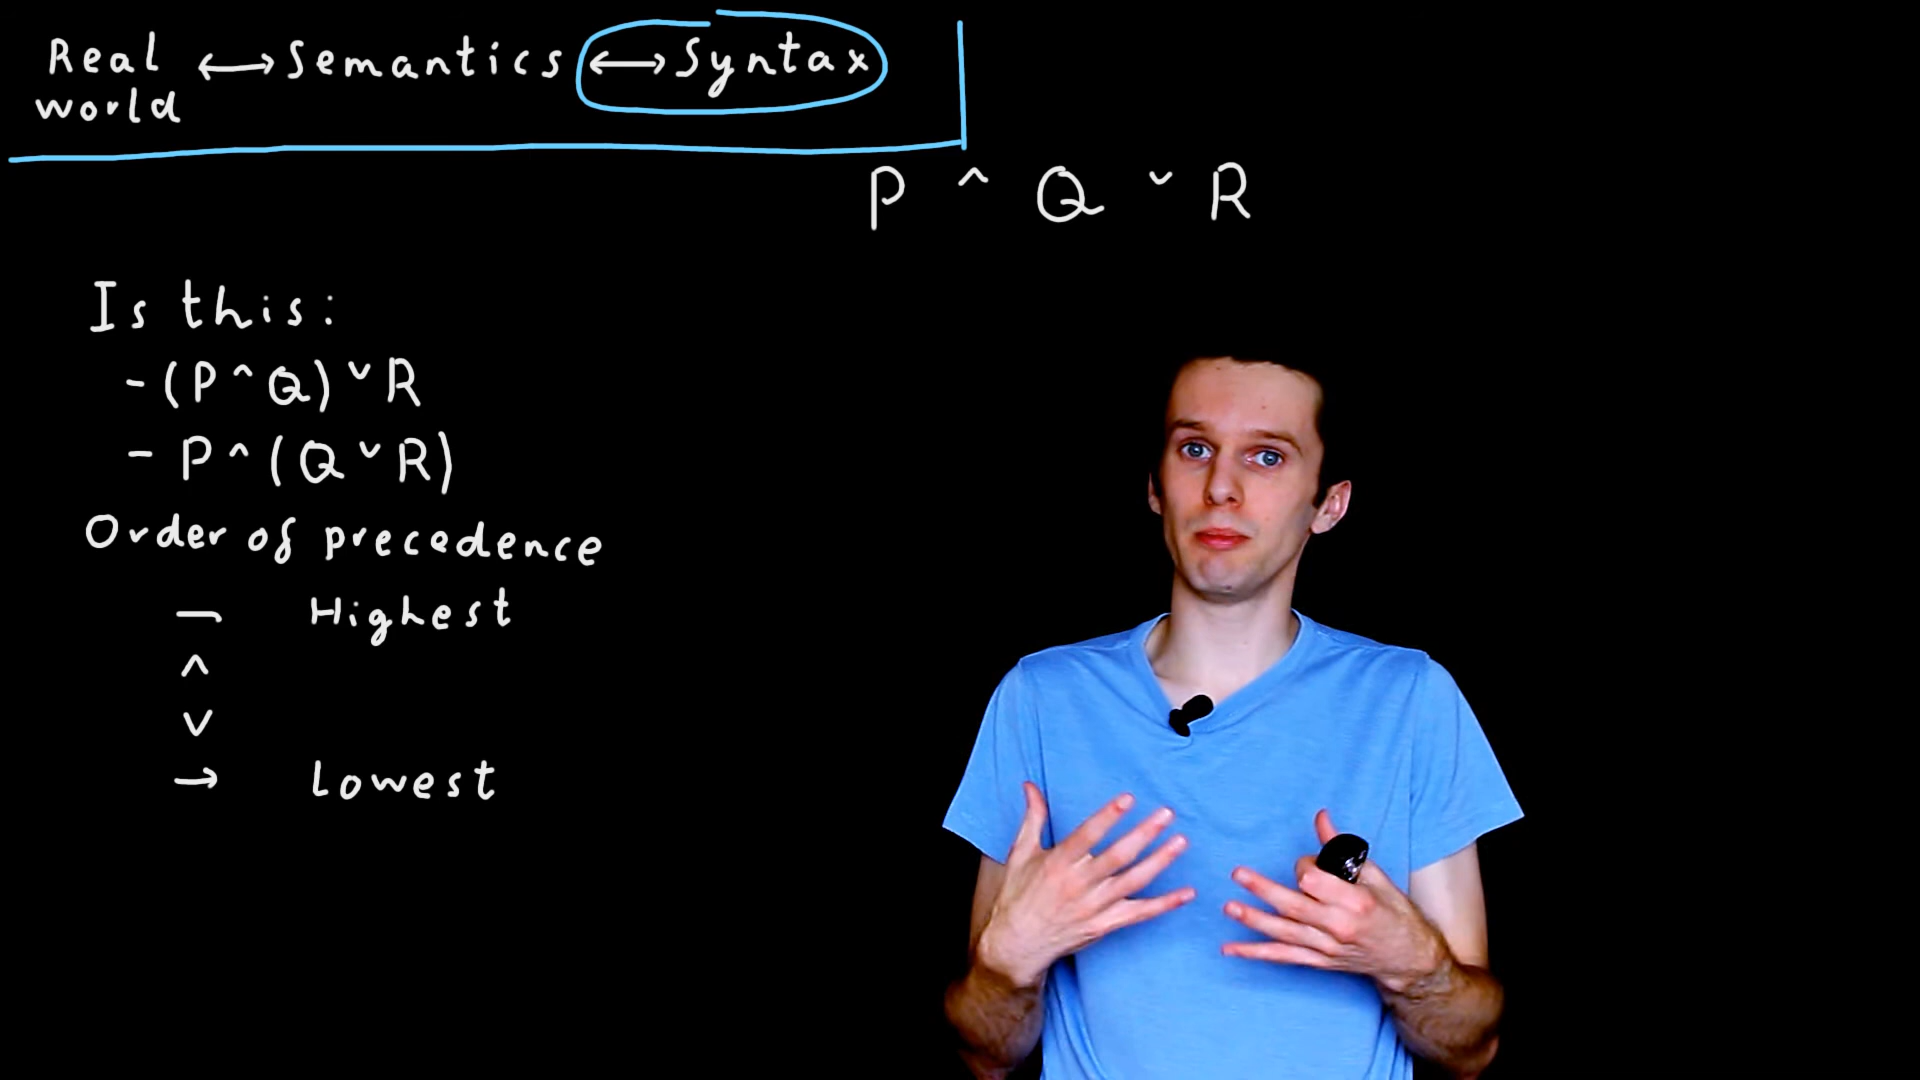 Real ⟷ Semantics ⟷ Syntax
world
P ^ Q ˅ R
Is this:
- (P ^ Q) ˅ R
- P ^ (Q ˅ R)
Order of precedence
¬ Highest
^
˅
→ Lowest